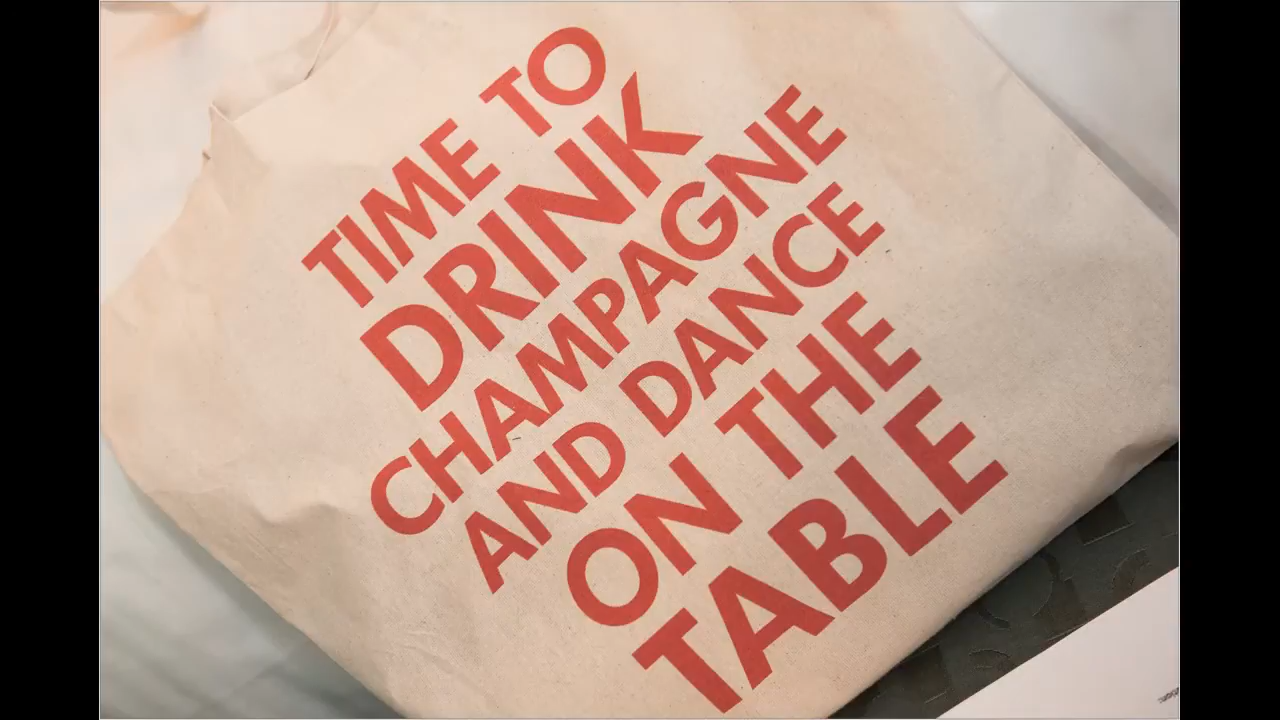 TIME TO
DRINK
CHAMPAGNE
AND DANCE
ON THE
TABLE